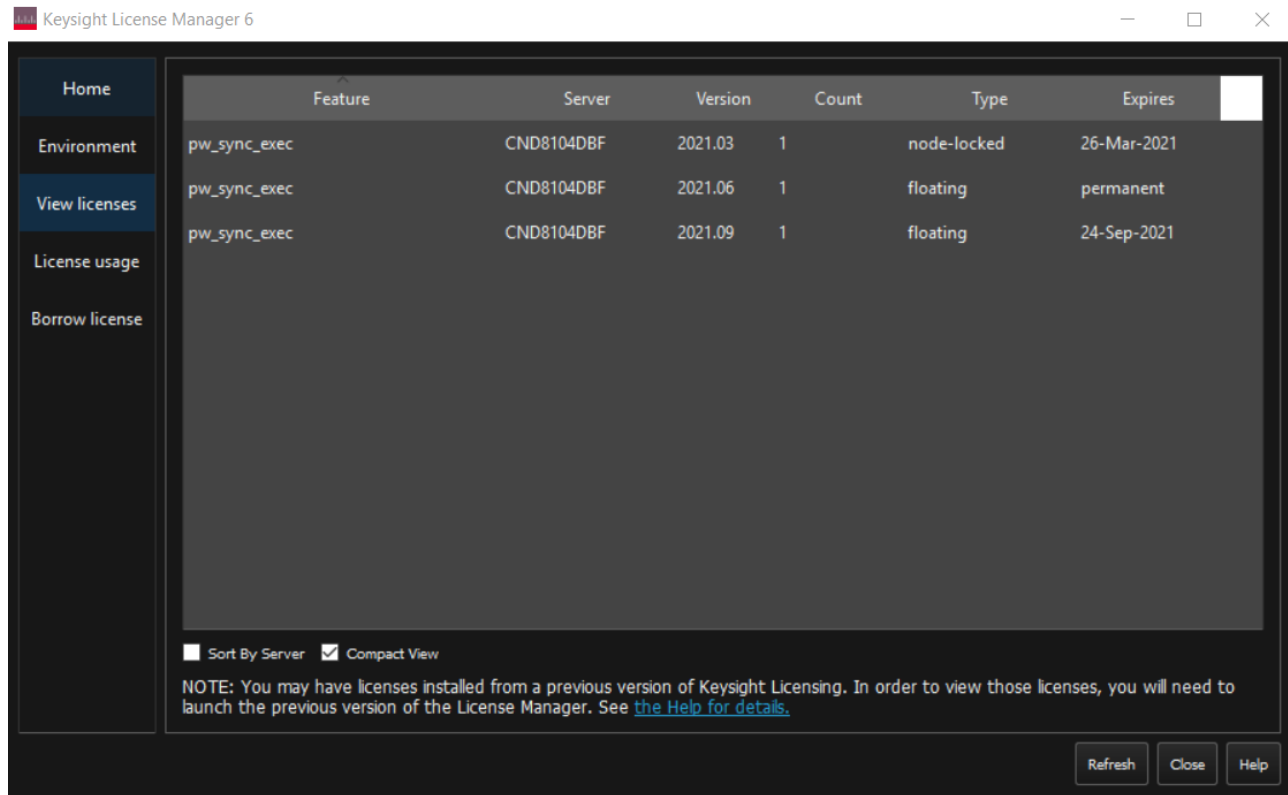 Keysight License Manager 6
Home
Environment
View licenses
License usage
Borrow license
Feature Server Version Count Type Expires
pw_sync_exec CND8104DBF 2021.03 1 node-locked 26-Mar-2021
pw_sync_exec CND8104DBF 2021.06 1 floating permanent
pw_sync_exec CND8104DBF 2021.09 1 floating 24-Sep-2021
Sort By Server Compact View
NOTE: You may have licenses installed from a previous version of Keysight Licensing. In order to view those licenses, you will need to
launch the previous version of the License Manager. See the Help for details.
Refresh Close Help